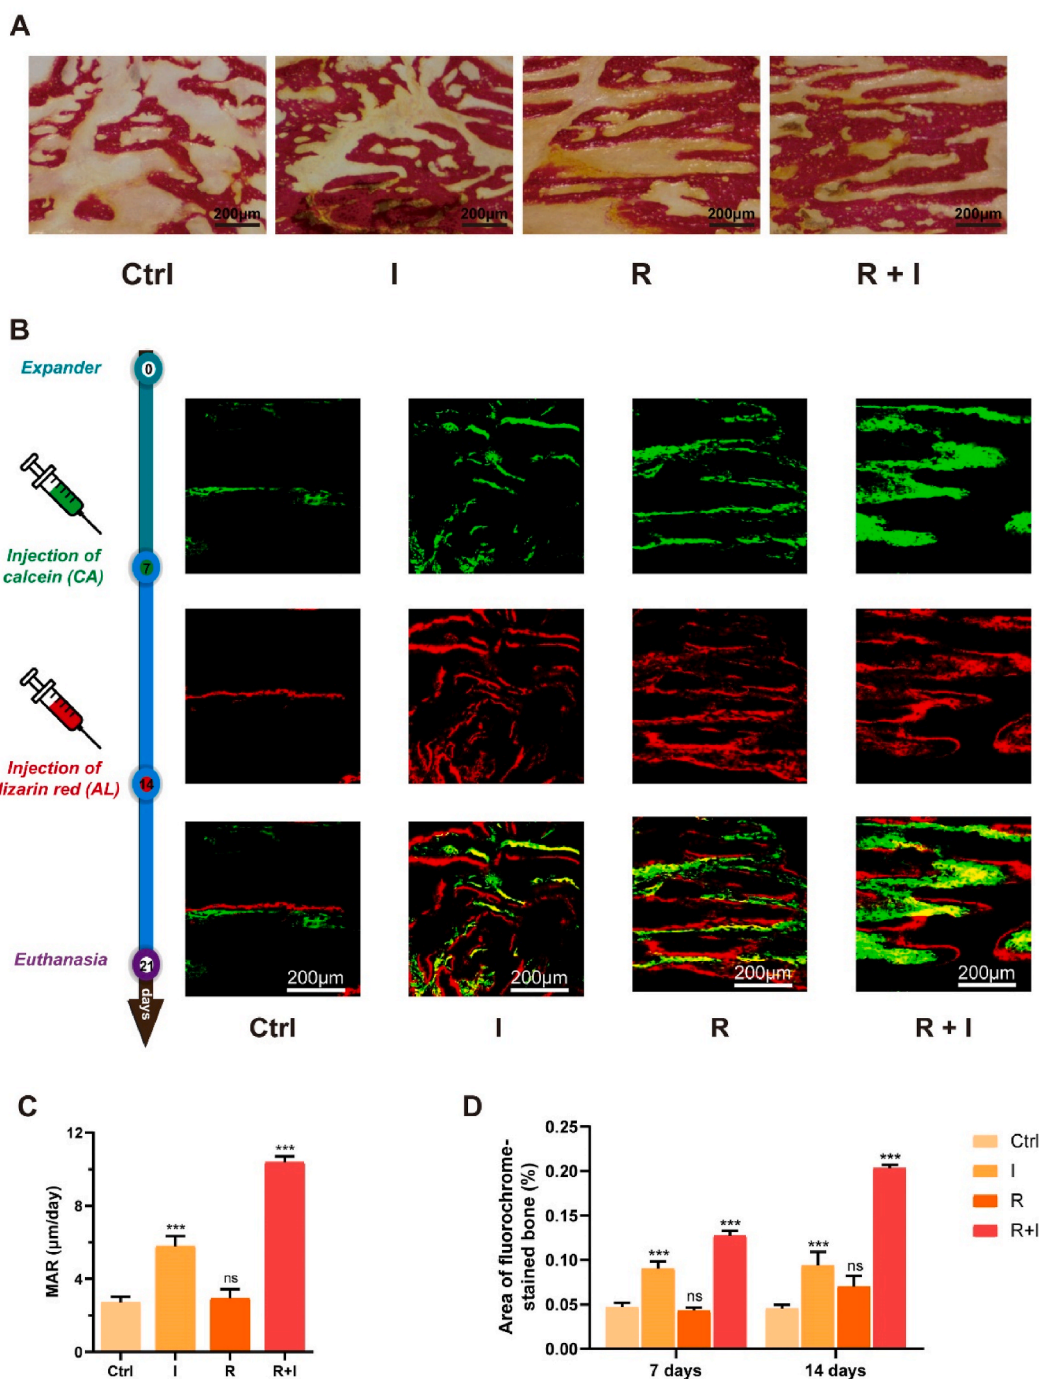 A
200μm
200μm
200μm
200μm
Ctrl
I
R
R + I
B
Expander
0
Injection of
calcein (CA)
7
Injection of
lizarin red (AL)
14
Euthanasia
21
days
200μm
200μm
200μm
200μm
Ctrl
I
R
R + I
C
12
8
4
0
MAR (μm/day)
***
ns
***
Ctrl
I
R
R+I
D
0.25
0.20
0.15
0.10
0.05
0.00
Area of fluorochrome-
stained bone (%)
***
ns
***
***
ns
***
7 days
14 days
Ctrl
I
R
R+I